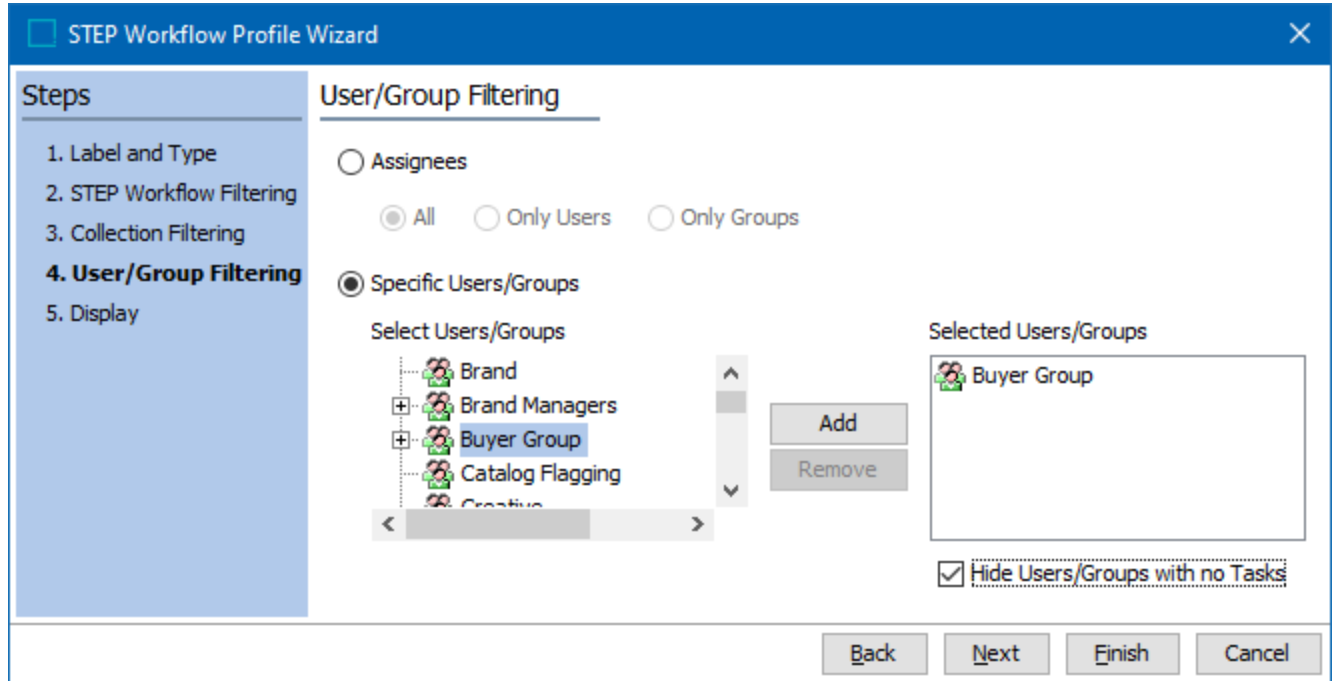 STEP Workflow Profile Wizard
Steps
1. Label and Type
2. STEP Workflow Filtering
3. Collection Filtering
4. User/Group Filtering
5. Display
User/Group Filtering
Assignees
All Only Users Only Groups
Specific Users/Groups
Select Users/Groups
Brand
Brand Managers
Buyer Group
Catalog Flagging
Creative
Add
Remove
Selected Users/Groups
Buyer Group
Hide Users/Groups with no Tasks
Back Next Finish Cancel